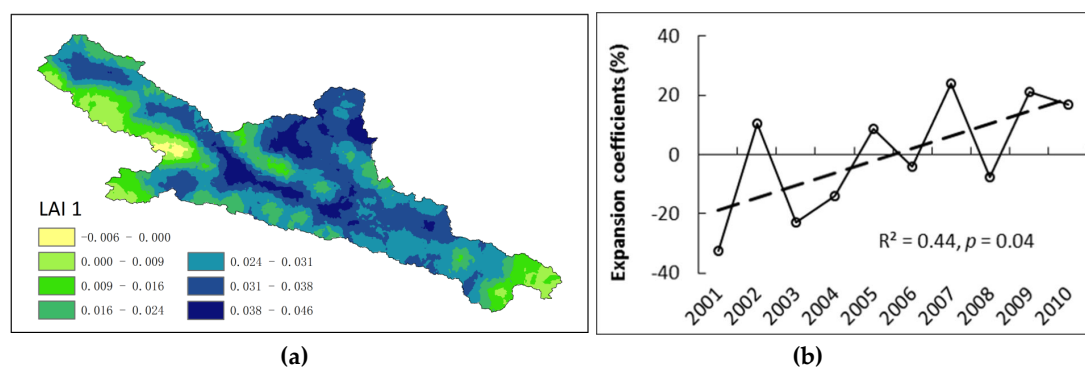 LAI 1
-0.006 - 0.000
0.000 - 0.009
0.009 - 0.016
0.016 - 0.024
0.024 - 0.031
0.031 - 0.038
0.038 - 0.046
(a)
Expansion coefficients (%)
40
20
0
-20
-40
R² = 0.44, p = 0.04
2001
2002
2003
2004
2005
2006
2007
2008
2009
2010
(b)